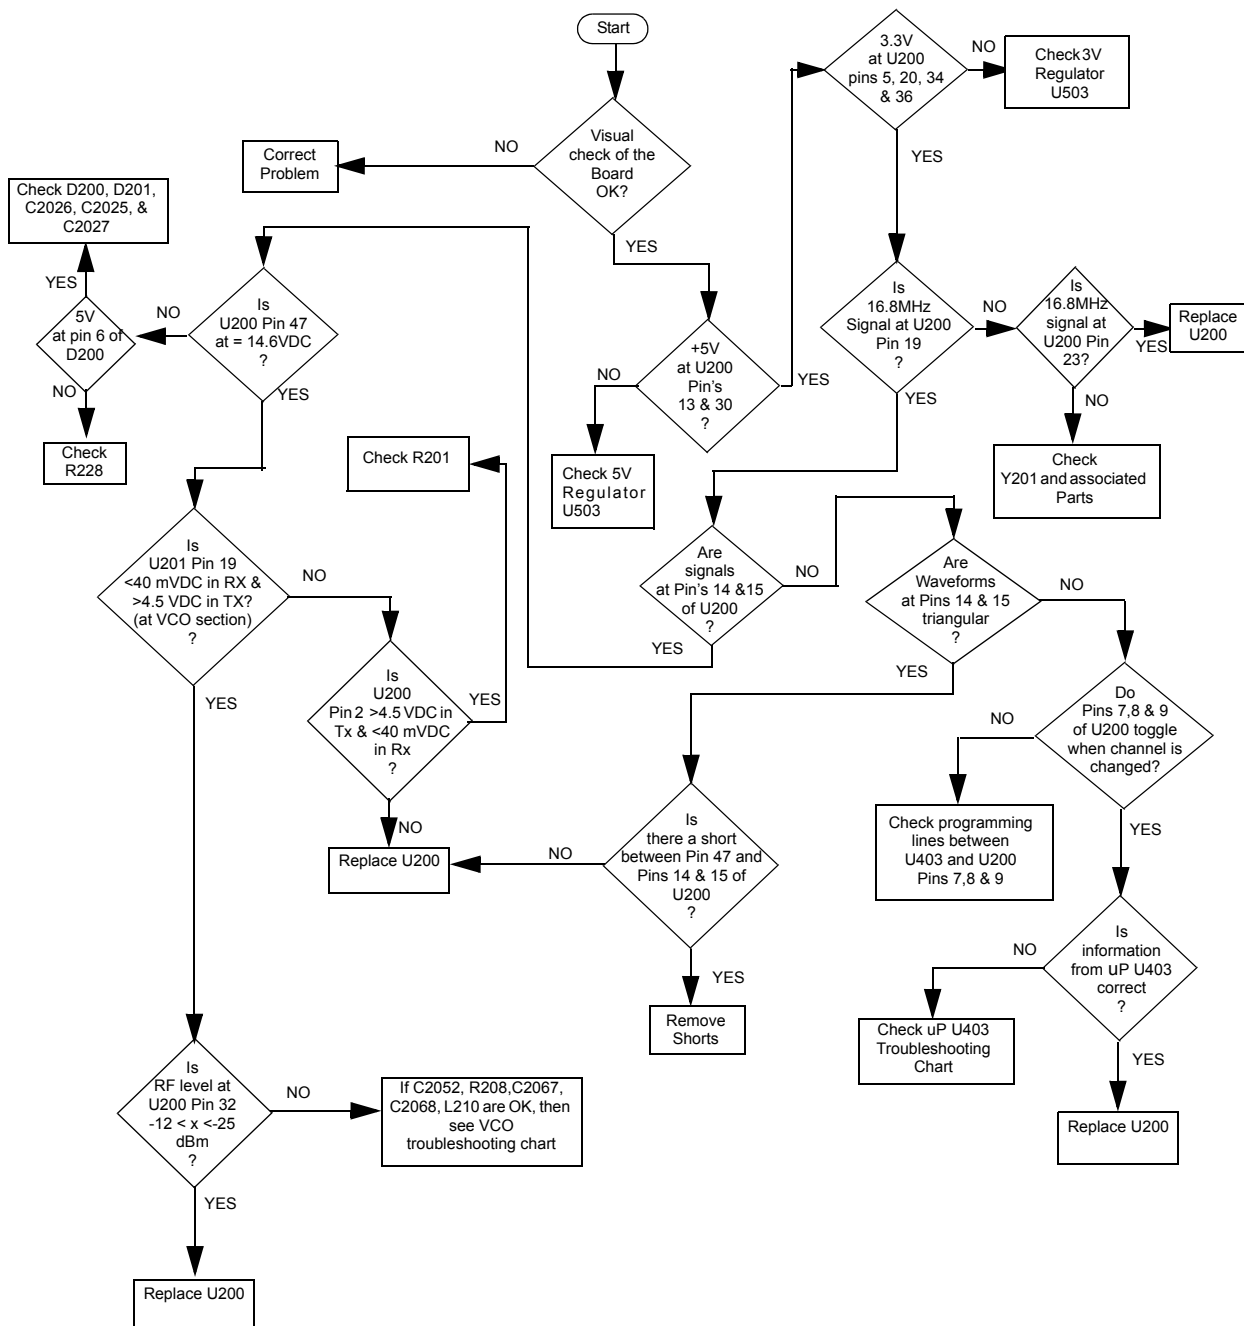 Start
3.3V
at U200
pins 5, 20, 34
& 36
NO
Check 3V
Regulator
U503
YES
Visual
check of the
Board
OK?
NO
Correct
Problem
YES
Check D200, D201,
C2026, C2025, &
C2027
YES
5V
at pin 6 of
D200
NO
NO
Check
R228
Is
U200 Pin 47
at = 14.6VDC
?
YES
+5V
at U200
Pin's
13 & 30
?
NO
YES
Check 5V
Regulator
U503
Is
16.8MHz
Signal at U200
Pin 19
?
NO
YES
Is
16.8MHz
signal at
U200 Pin
23?
YES
Replace
U200
NO
Check
Y201 and associated
Parts
Check R201
Is
U201 Pin 19
<40 mVDC in RX &
>4.5 VDC in TX?
(at VCO section)
?
NO
YES
Is
U200
Pin 2 >4.5 VDC in
Tx & <40 mVDC
in Rx
?
YES
NO
Replace U200
Are
signals
at Pin's 14 &15
of U200
?
NO
YES
Are
Waveforms
at Pins 14 & 15
triangular
?
NO
YES
Do
Pins 7,8 & 9
of U200 toggle
when channel is
changed?
NO
YES
Check programming
lines between
U403 and U200
Pins 7,8 & 9
Is
there a short
between Pin 47 and
Pins 14 & 15 of
U200
?
NO
YES
Remove
Shorts
Is
information
from uP U403
correct
?
NO
YES
Check uP U403
Troubleshooting
Chart
Replace U200
Is
RF level at
U200 Pin 32
-12 < x <-25
dBm
?
NO
YES
If C2052, R208,C2067,
C2068, L210 are OK, then
see VCO
troubleshooting chart
Replace U200